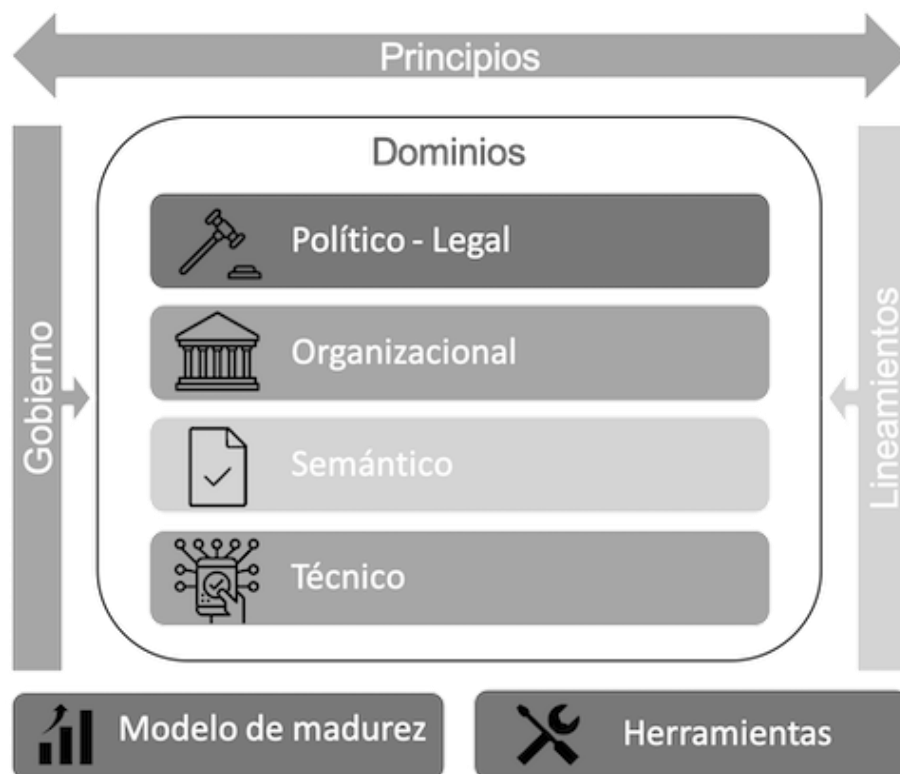 Principios
Dominios
Gobierno
Político - Legal
Organizacional
Semántico
Técnico
Lineamientos
Modelo de madurez
Herramientas